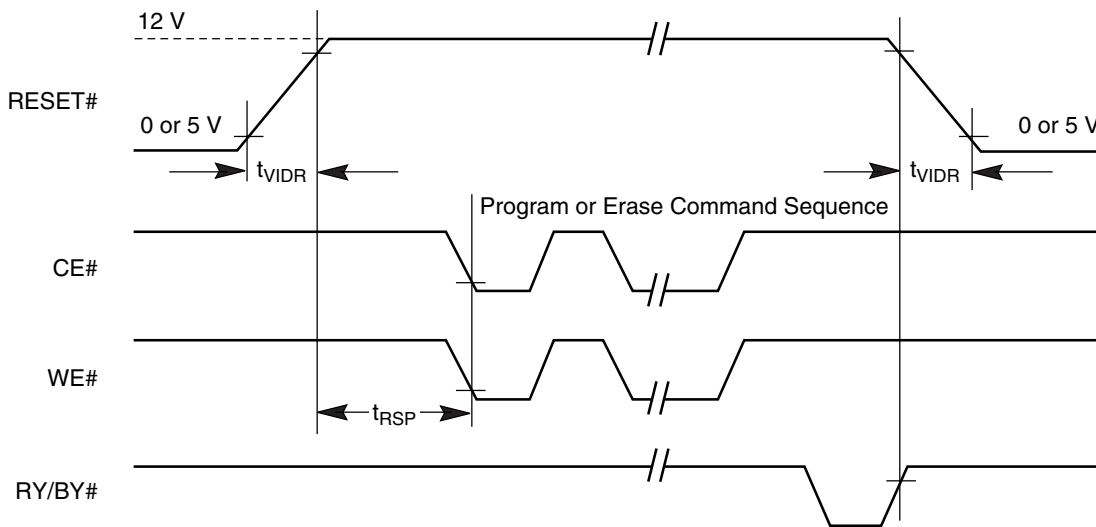 12 V
RESET#
0 or 5 V
0 or 5 V
tVIDR
tVIDR
Program or Erase Command Sequence
CE#
WE#
tRSP
RY/BY#